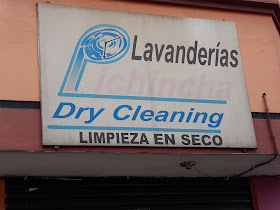 Lavanderías
Pichincha
Dry Cleaning
LIMPIEZA EN SECO